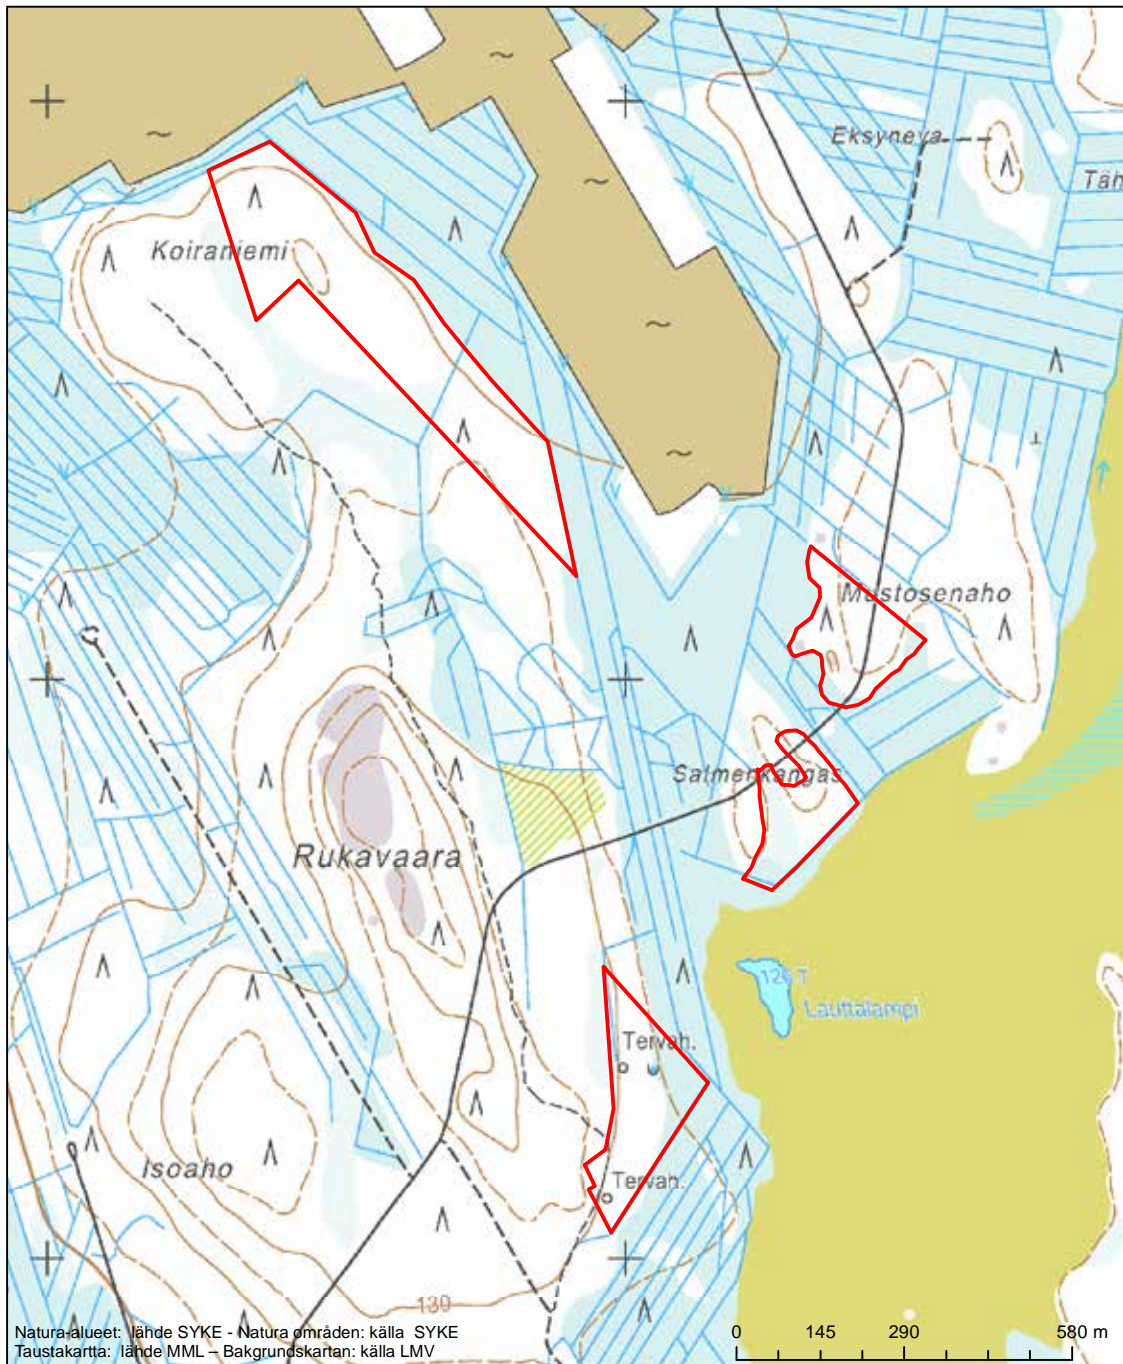 Eksyneva
Täh
Koiraniemi
Mustosenaho
Salmenkangas
Rukavaara
126 T
Lauttalampi
Tervah.
Isoaho
Tervah.
130
Natura-alueet: lähde SYKE - Natura områden: källa SYKE
Taustakartta: lähde MML – Bakgrundskartan: källa LMV
0 145 290 580 m